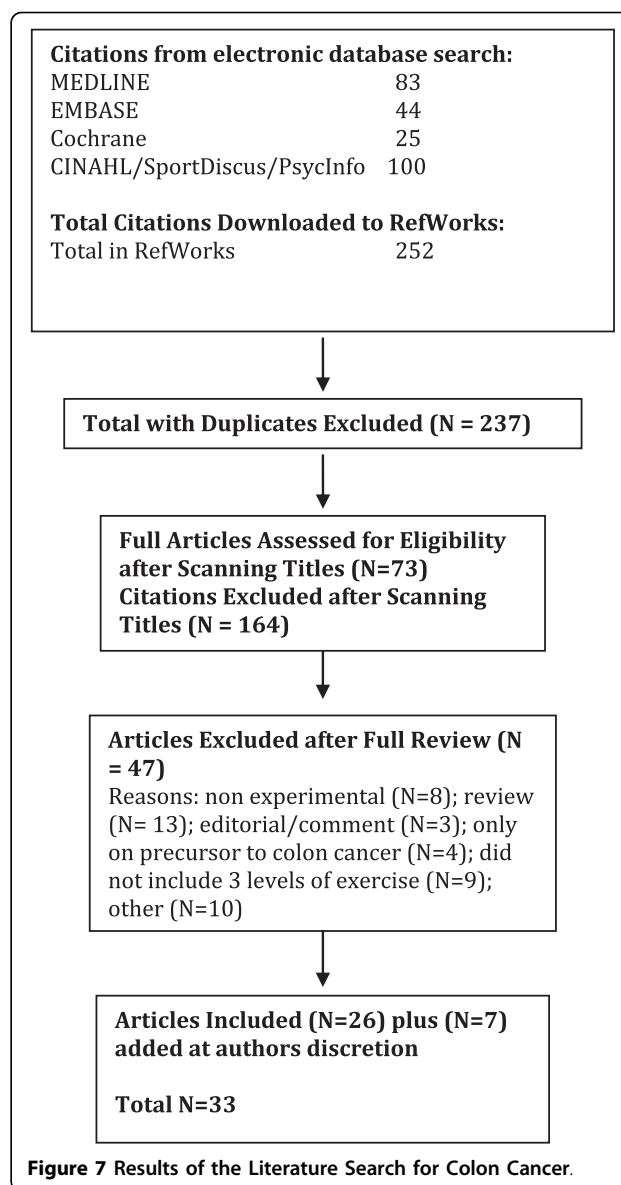 Citations from electronic database search:
MEDLINE 83
EMBASE 44
Cochrane 25
CINAHL/SportDiscus/PsycInfo 100
Total Citations Downloaded to RefWorks:
Total in RefWorks 252
Total with Duplicates Excluded (N = 237)
Full Articles Assessed for Eligibility
after Scanning Titles (N=73)
Citations Excluded after Scanning
Titles (N = 164)
Articles Excluded after Full Review (N
= 47)
Reasons: non experimental (N=8); review
(N= 13); editorial/comment (N=3); only
on precursor to colon cancer (N=4); did
not include 3 levels of exercise (N=9);
other (N=10)
Articles Included (N=26) plus (N=7)
added at authors discretion
Total N=33
Figure 7 Results of the Literature Search for Colon Cancer.